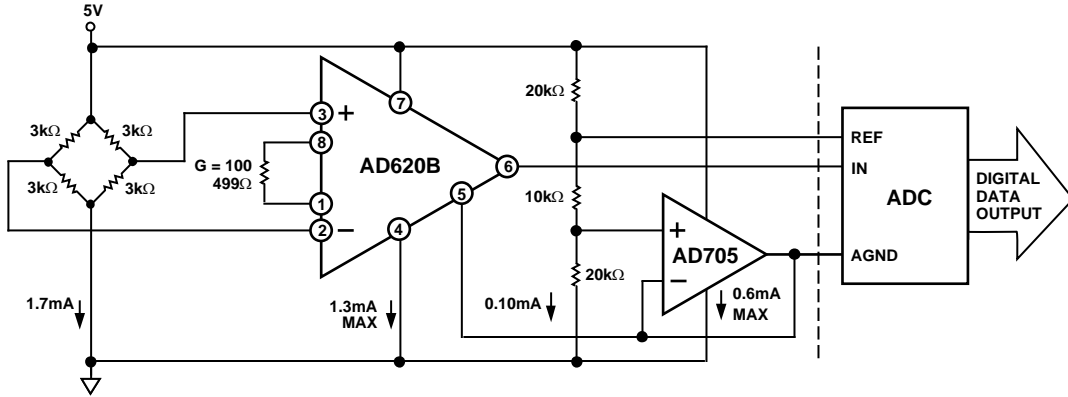 5V
3kΩ
3kΩ
3kΩ
3kΩ
1.7mA
G = 100
499Ω
3
8
1
2
+
−
7
AD620B
6
5
4
1.3mA
MAX
20kΩ
10kΩ
20kΩ
0.10mA
+
−
AD705
0.6mA
MAX
REF
IN
ADC
AGND
DIGITAL
DATA
OUTPUT